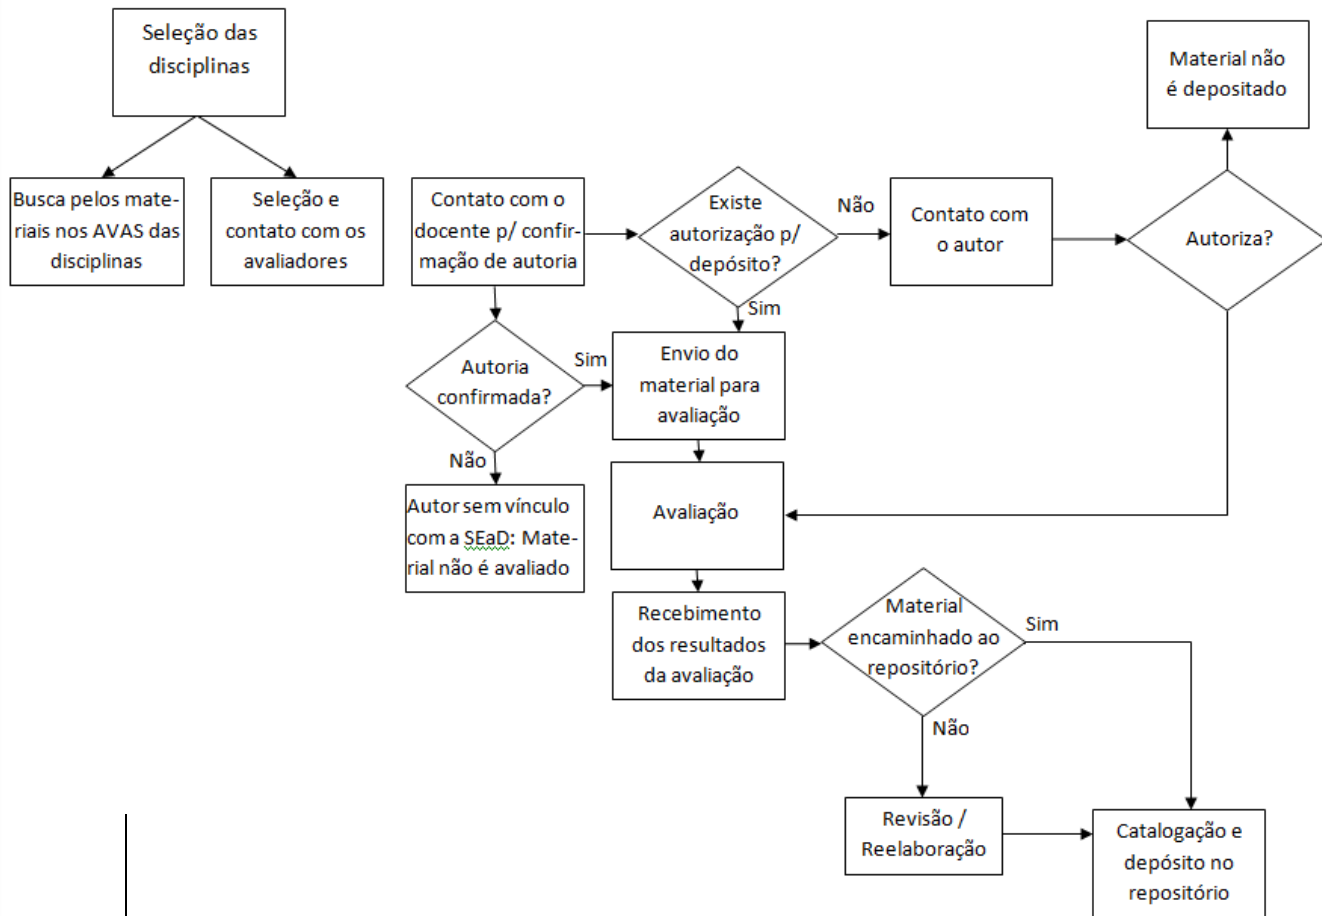 Seleção das
disciplinas
Material não
é depositado
Busca pelos mate-
riais nos AVAS das
disciplinas
Seleção e
contato com os
avaliadores
Contato com o
docente p/ confir-
mação de autoria
Existe
autorização p/
depósito?
Não
Contato com
o autor
Autoriza?
Sim
Autoria
confirmada?
Sim
Envio do
material para
avaliação
Não
Autor sem vínculo
com a SEaD: Mate-
rial não é avaliado
Avaliação
Recebimento
dos resultados
da avaliação
Material
encaminhado ao
repositório?
Sim
Não
Revisão /
Reelaboração
Catalogação e
depósito no
repositório